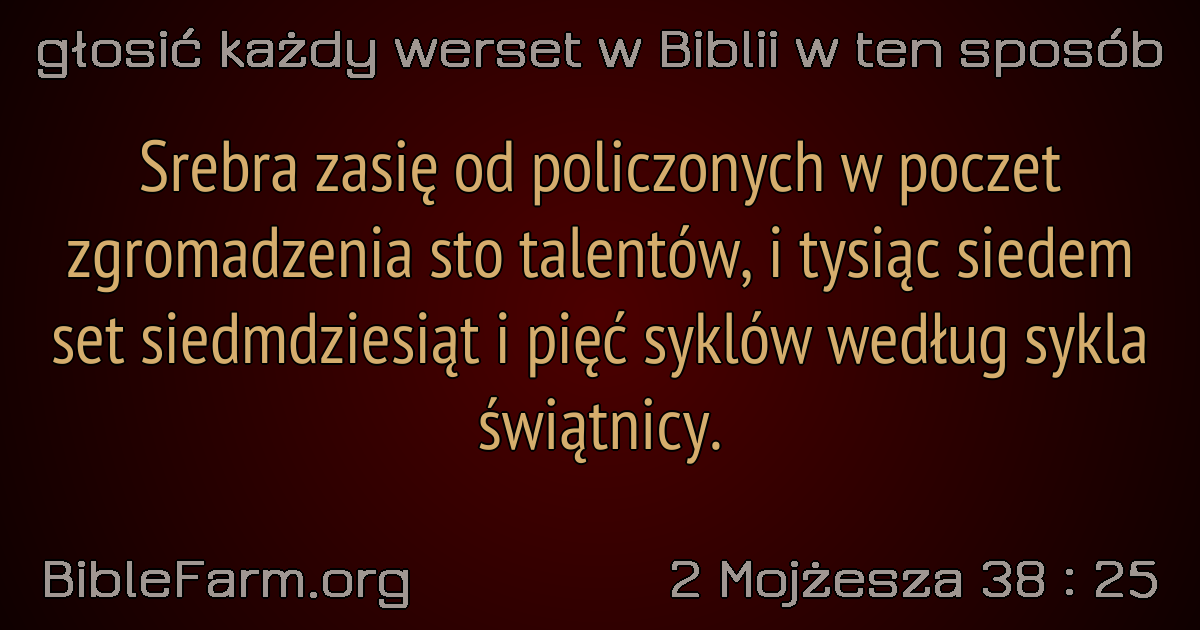 głosić każdy werset w Biblii w ten sposób
Srebra zasię od policzonych w poczet
zgromadzenia sto talentów, i tysiąc siedem
set siedmdziesiąt i pięć syklów według sykla
świątnicy.
BibleFarm.org
2 Mojżesza 38 : 25